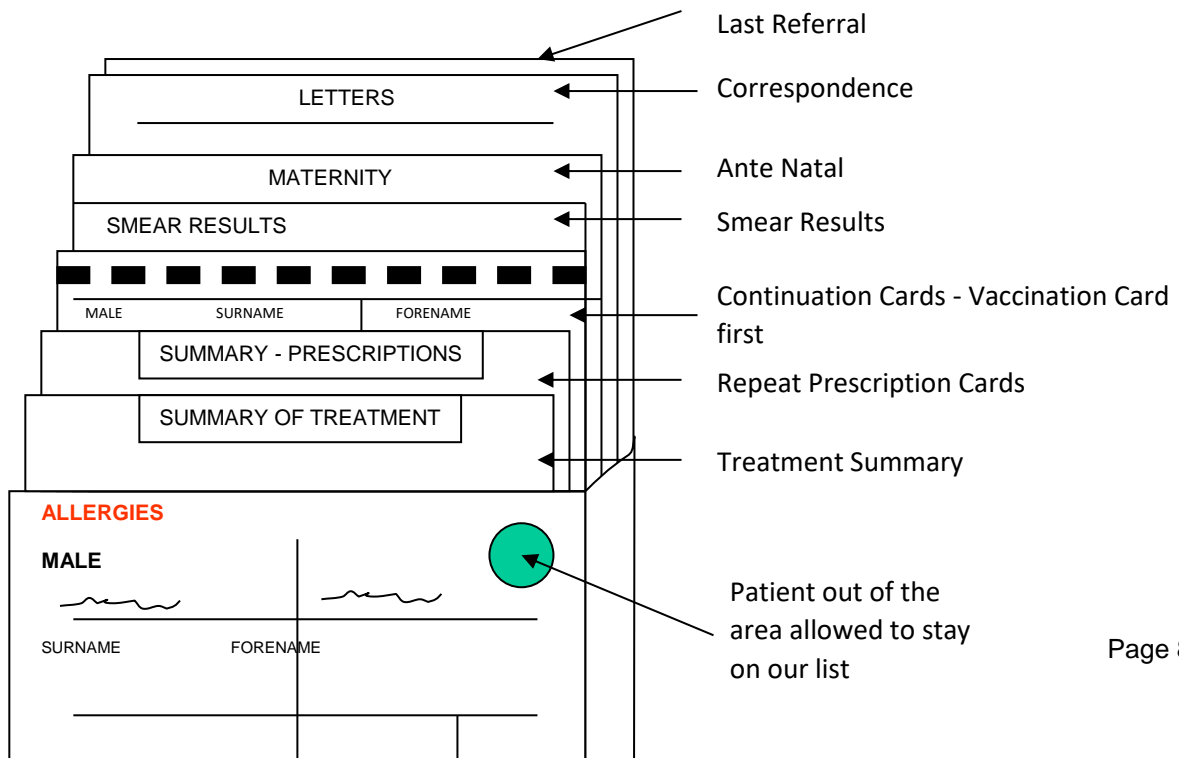 Last Referral
LETTERS
Correspondence
MATERNITY
Ante Natal
SMEAR RESULTS
Smear Results
MALE SURNAME FORENAME
Continuation Cards - Vaccination Card
first
SUMMARY - PRESCRIPTIONS
Repeat Prescription Cards
SUMMARY OF TREATMENT
Treatment Summary
ALLERGIES
MALE
SURNAME FORENAME
Patient out of the
area allowed to stay
on our list
Page